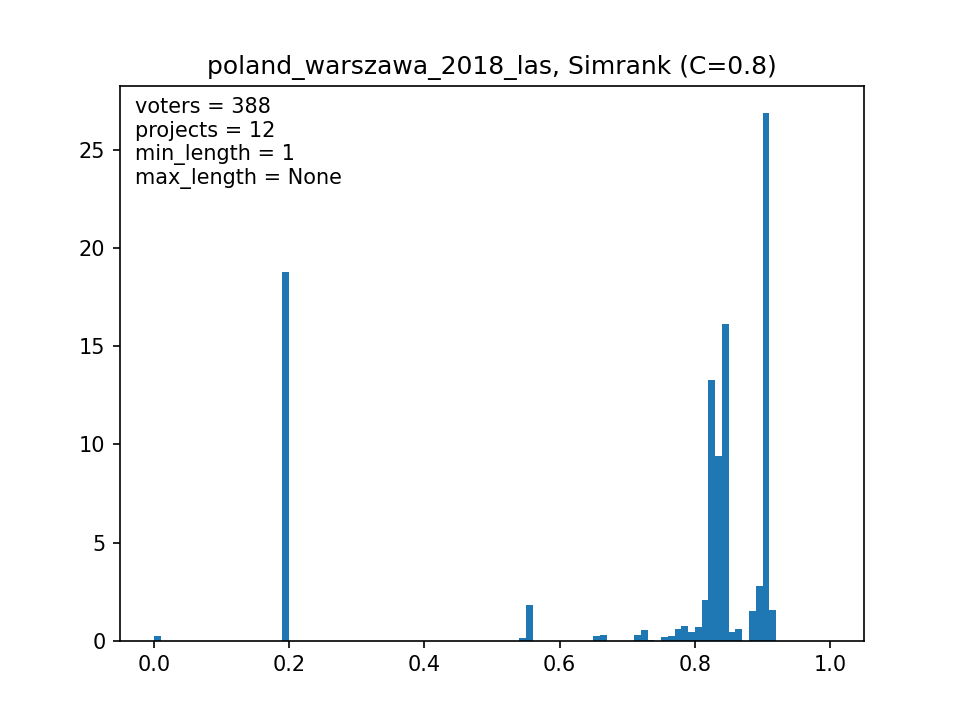 poland_warszawa_2018_las, Simrank (C=0.8)
voters = 388
projects = 12
min_length = 1
max_length = None
25
20
15
10
5
0
0.0 0.2 0.4 0.6 0.8 1.0